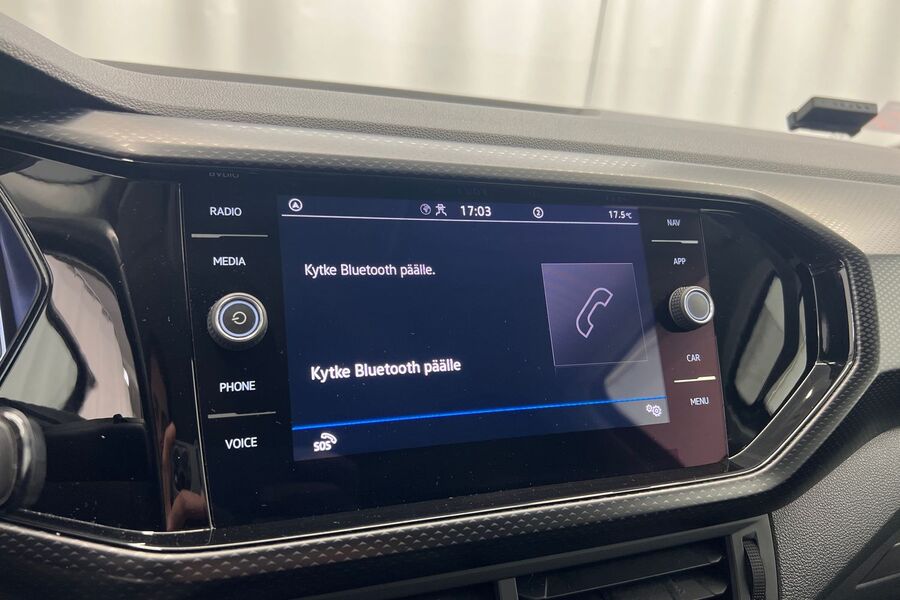 RADIO
MEDIA
PHONE
VOICE
17:03
2
17.5°C
Kytke Bluetooth päälle.
Kytke Bluetooth päälle
SOS
NAV
APP
CAR
MENU